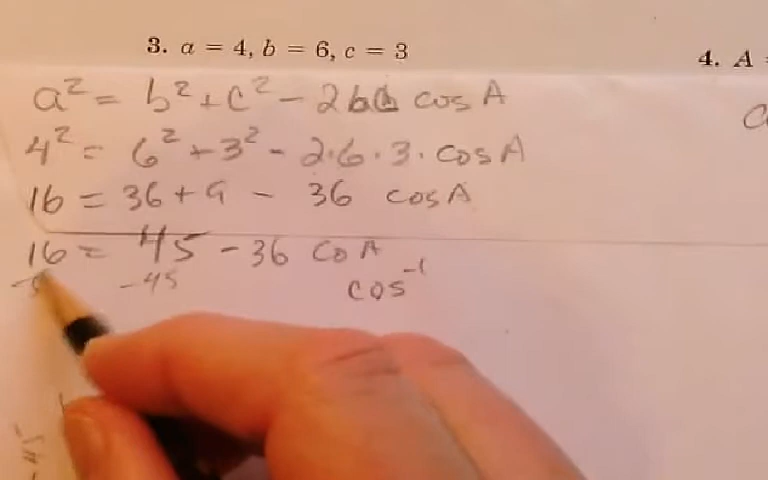 3. a = 4, b = 6, c = 3
4. A
a² = b² + c² - 2bc cos A
4² = 6² + 3² - 2·6·3· cos A
16 = 36 + 9 - 36 cos A
16 = 45 - 36 co A
-45 cos⁻¹